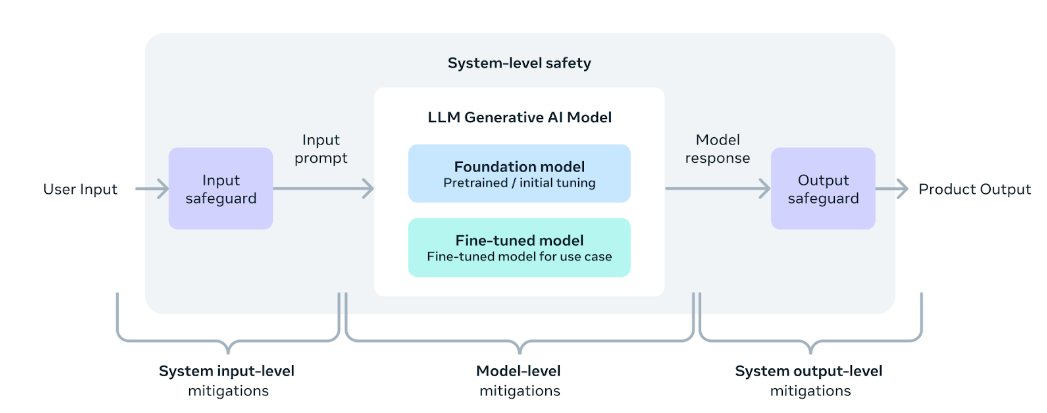 System-level safety
LLM Generative AI Model
Input
prompt
Model
response
Foundation model
Pretrained / initial tuning
User Input
Input
safeguard
Output
safeguard
Product Output
Fine-tuned model
Fine-tuned model for use case
System input-level
mitigations
Model-level
mitigations
System output-level
mitigations